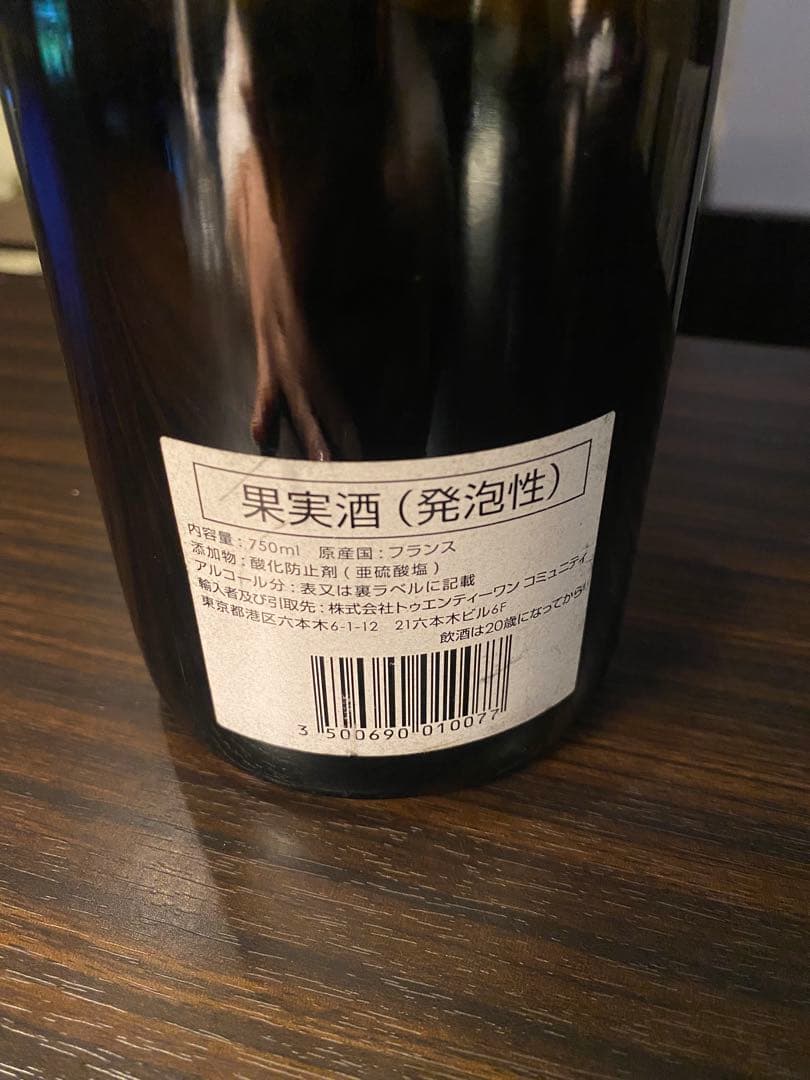 果実酒（発泡性）
内容量：750ml　原産国：フランス
添加物：酸化防止剤（亜硫酸塩）
アルコール分：表又は裏ラベルに記載
輸入者及び引取先：株式会社トゥエンティーワン コミュニティ
東京都港区六本木6-1-12　21六本木ビル6F
飲酒は20歳になってから
3 500690 010077